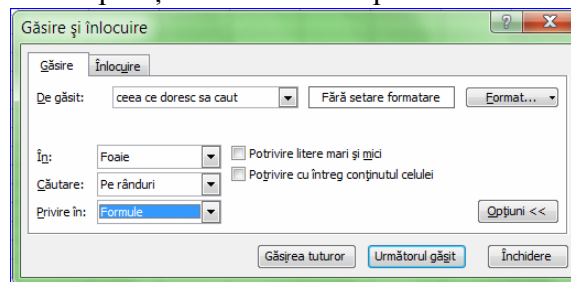 Găsire şi înlocuire
Găsire Înlocuire
De găsit: ceea ce doresc sa caut Fără setare formatare Format...
În: Foaie Potrivire litere mari şi mici
Căutare: Pe rânduri Potrivire cu întreg conţinutul celulei
Privire în: Formule Opţiuni <<
Găsirea tuturor Următorul găsit Închidere